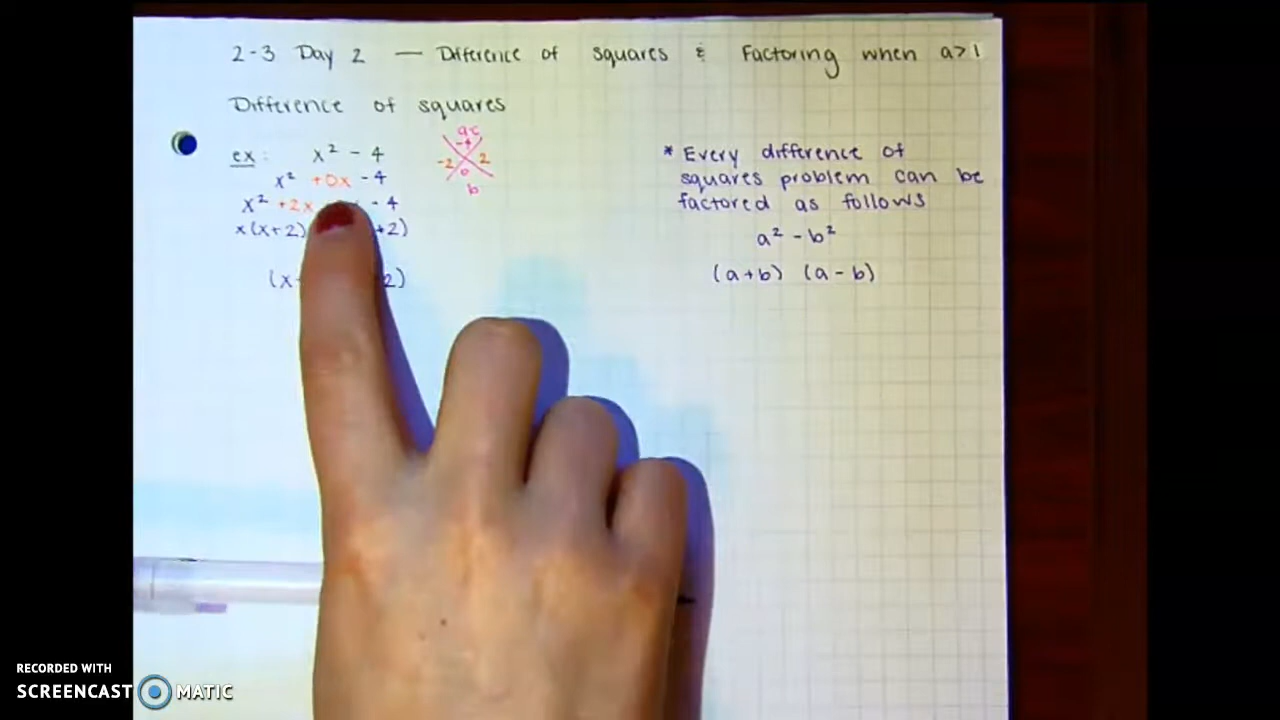 2-3 Day 2 — Difference of squares & Factoring when a>1
Difference of squares
ex: x² - 4
x² +0x - 4
x² +2x - 4
x(x+2) +2)
(x 2)
ac
-4
-2 2
0
b
* Every difference of
squares problem can be
factored as follows
a² - b²
(a+b) (a-b)
RECORDED WITH
SCREENCAST MATIC